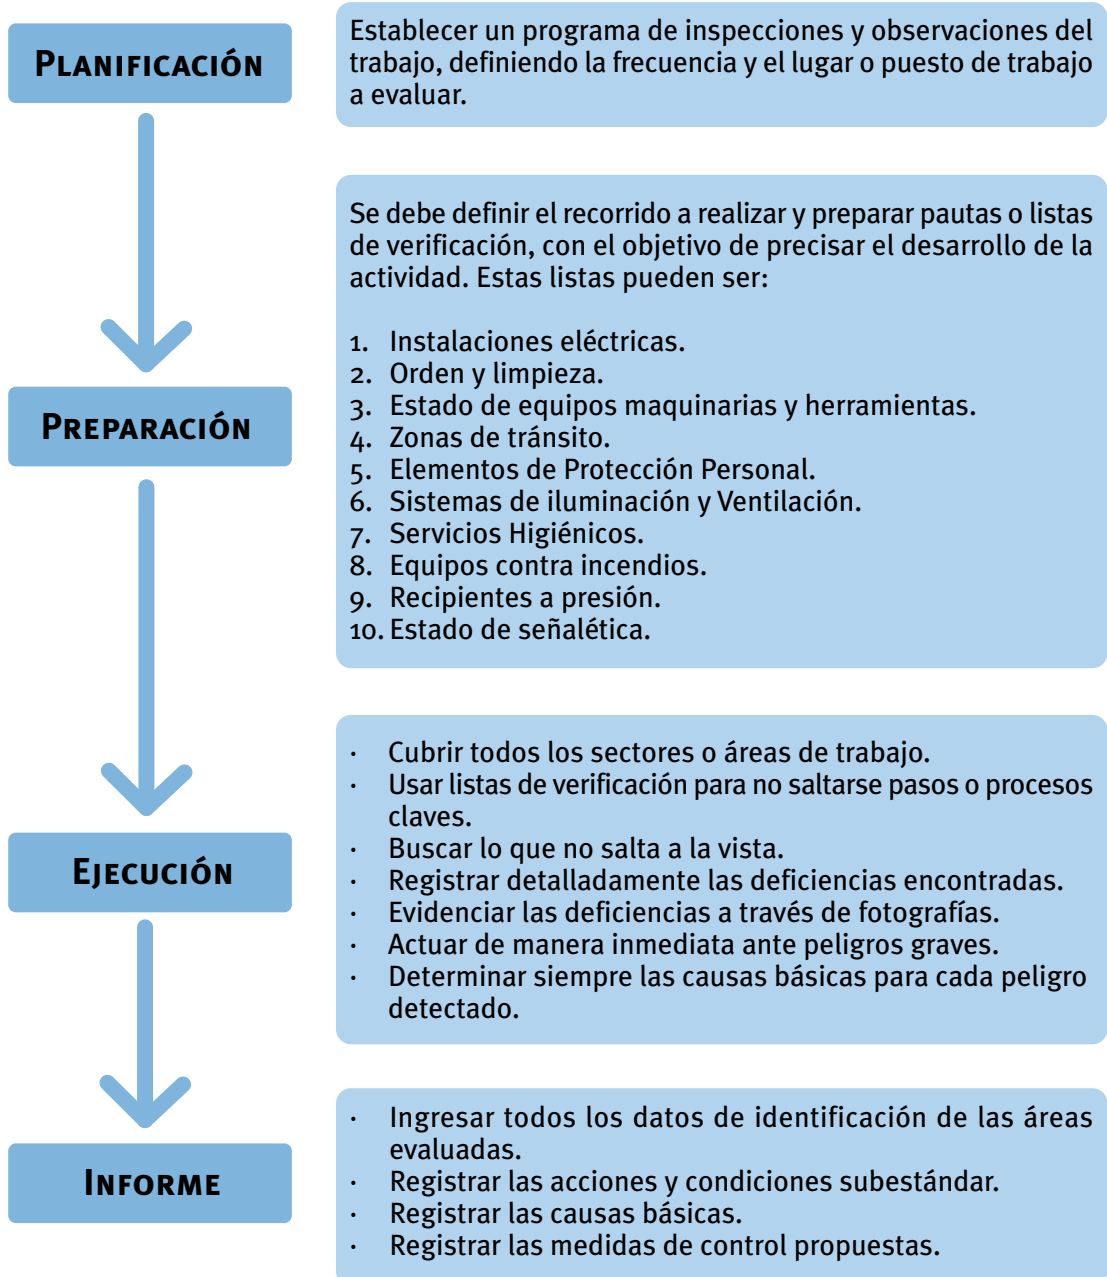 PLANIFICACIÓN
Establecer un programa de inspecciones y observaciones del
trabajo, definiendo la frecuencia y el lugar o puesto de trabajo
a evaluar.
PREPARACIÓN
Se debe definir el recorrido a realizar y preparar pautas o listas
de verificación, con el objetivo de precisar el desarrollo de la
actividad. Estas listas pueden ser:
1. Instalaciones eléctricas.
2. Orden y limpieza.
3. Estado de equipos maquinarias y herramientas.
4. Zonas de tránsito.
5. Elementos de Protección Personal.
6. Sistemas de iluminación y Ventilación.
7. Servicios Higiénicos.
8. Equipos contra incendios.
9. Recipientes a presión.
10. Estado de señalética.
EJECUCIÓN
· Cubrir todos los sectores o áreas de trabajo.
· Usar listas de verificación para no saltarse pasos o procesos
claves.
· Buscar lo que no salta a la vista.
· Registrar detalladamente las deficiencias encontradas.
· Evidenciar las deficiencias a través de fotografías.
· Actuar de manera inmediata ante peligros graves.
· Determinar siempre las causas básicas para cada peligro
detectado.
INFORME
· Ingresar todos los datos de identificación de las áreas
evaluadas.
· Registrar las acciones y condiciones subestándar.
· Registrar las causas básicas.
· Registrar las medidas de control propuestas.